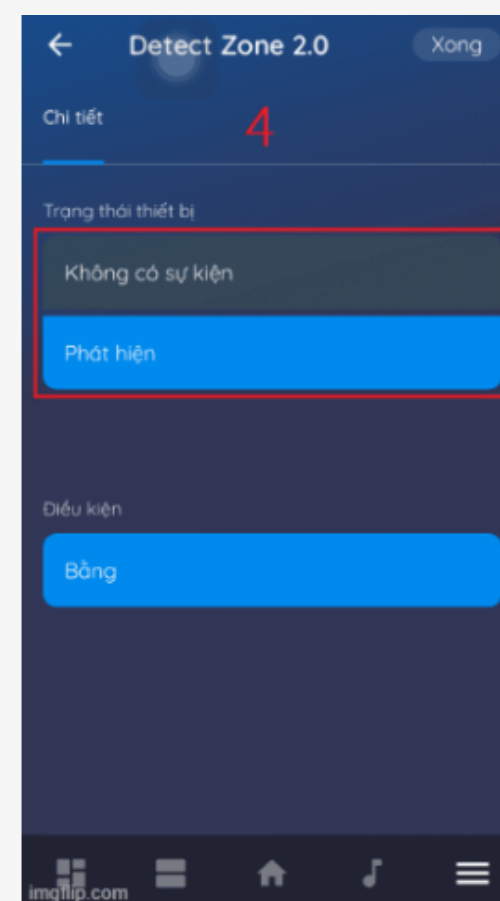 Detect Zone 2.0 Xong
Chi tiết
4
Trạng thái thiết bị
Không có sự kiện
Phát hiện
Điều kiện
Bằng
imgflip.com